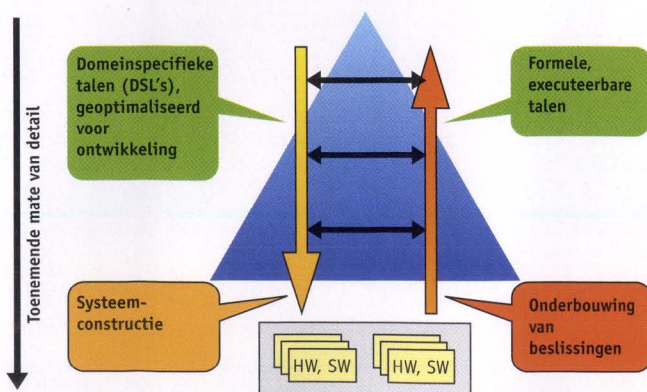 Domeinspecifieke
talen (DSL's),
geoptimaliseerd
voor
ontwikkeling
Formele,
executeerbare
talen
Toenemende mate van detail
Systeem-
constructie
Onderbouwing
van
beslissingen
HW, SW
HW, SW